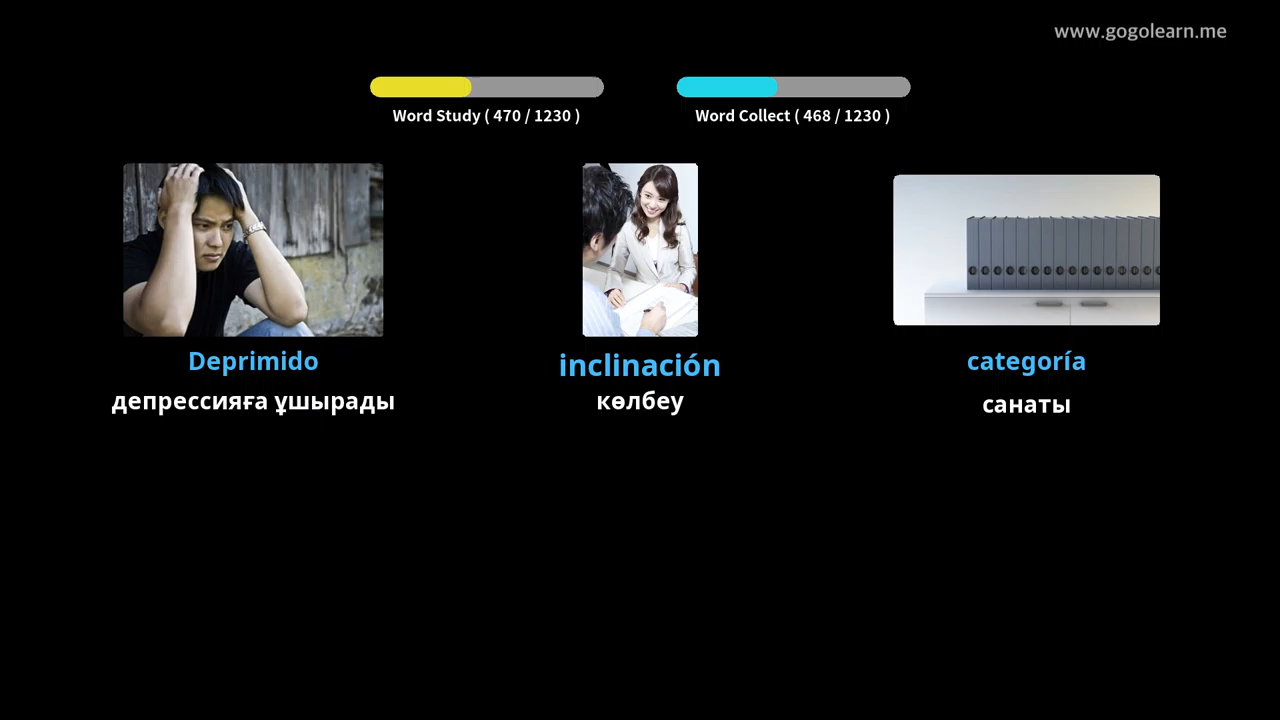 www.gogolearn.me
Word Study ( 470 / 1230 )
Word Collect ( 468 / 1230 )
Deprimido
депрессияға ұшырады
inclinación
көлбеу
categoría
санаты